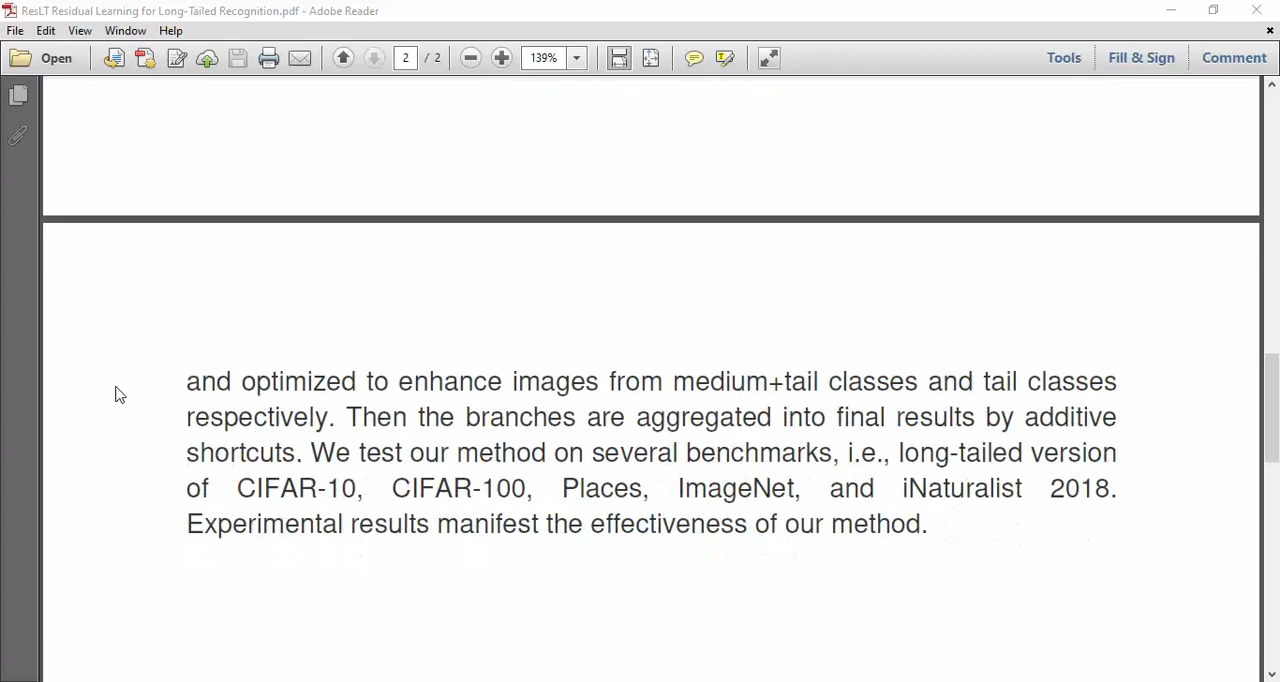 ResLT Residual Learning for Long-Tailed Recognition.pdf - Adobe Reader
File Edit View Window Help
Open 2 / 2 139% Tools Fill & Sign Comment
and optimized to enhance images from medium+tail classes and tail classes
respectively. Then the branches are aggregated into final results by additive
shortcuts. We test our method on several benchmarks, i.e., long-tailed version
of CIFAR-10, CIFAR-100, Places, ImageNet, and iNaturalist 2018.
Experimental results manifest the effectiveness of our method.